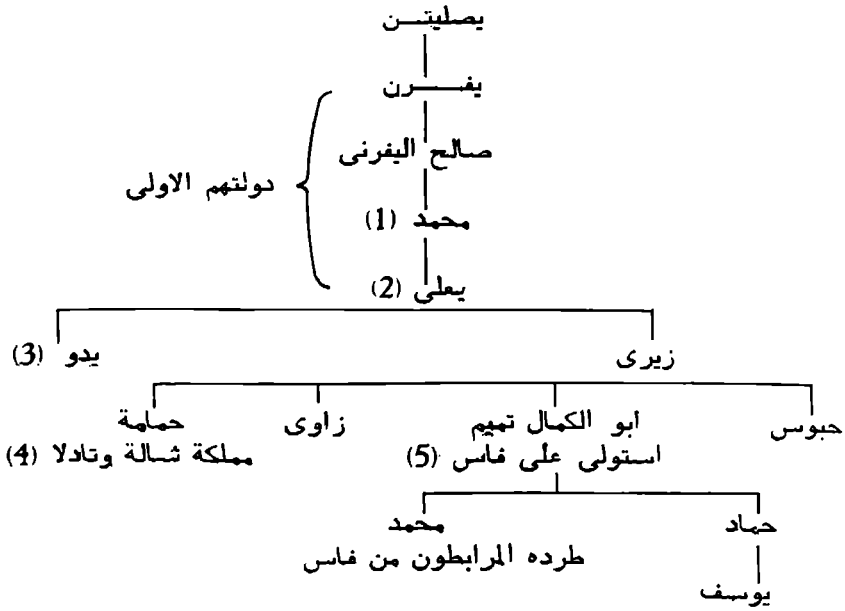 يصليتن
يفرن
صالح اليفرنى
دولتهم الاولى
محمد (1)
يعلى (2)
زيرى
يدو (3)
حبوس
ابو الكمال تميم
استولى على فاس (5)
زاوى
حمامة
مملكة شالة وتادلا (4)
حماد
محمد
طرده المرابطون من فاس
يوسف